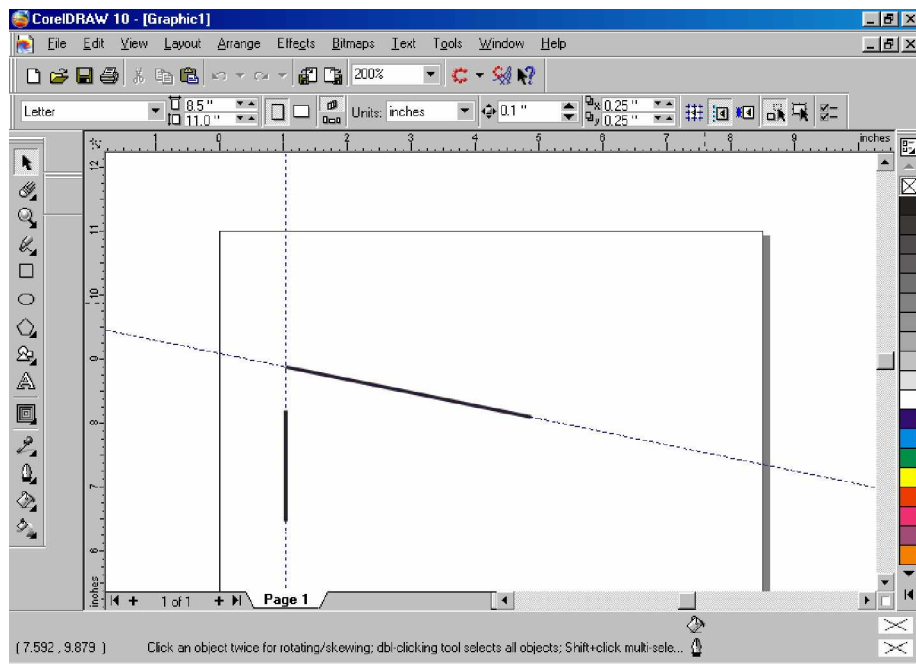 CorelDRAW 10 - [Graphic1]
File Edit View Layout Arrange Effects Bitmaps Text Tools Window Help
200%
Letter 8.5 " 11.0 " Units: inches 0.1 " x 0.25 " y 0.25 "
1 0 1 2 3 4 5 6 7 8 9 inches
12
11
10
9
8
7
6
inches
1 of 1 Page 1
( 7.592 , 9.879 ) Click an object twice for rotating/skewing; dbl-clicking tool selects all objects; Shift+click multi-sele...